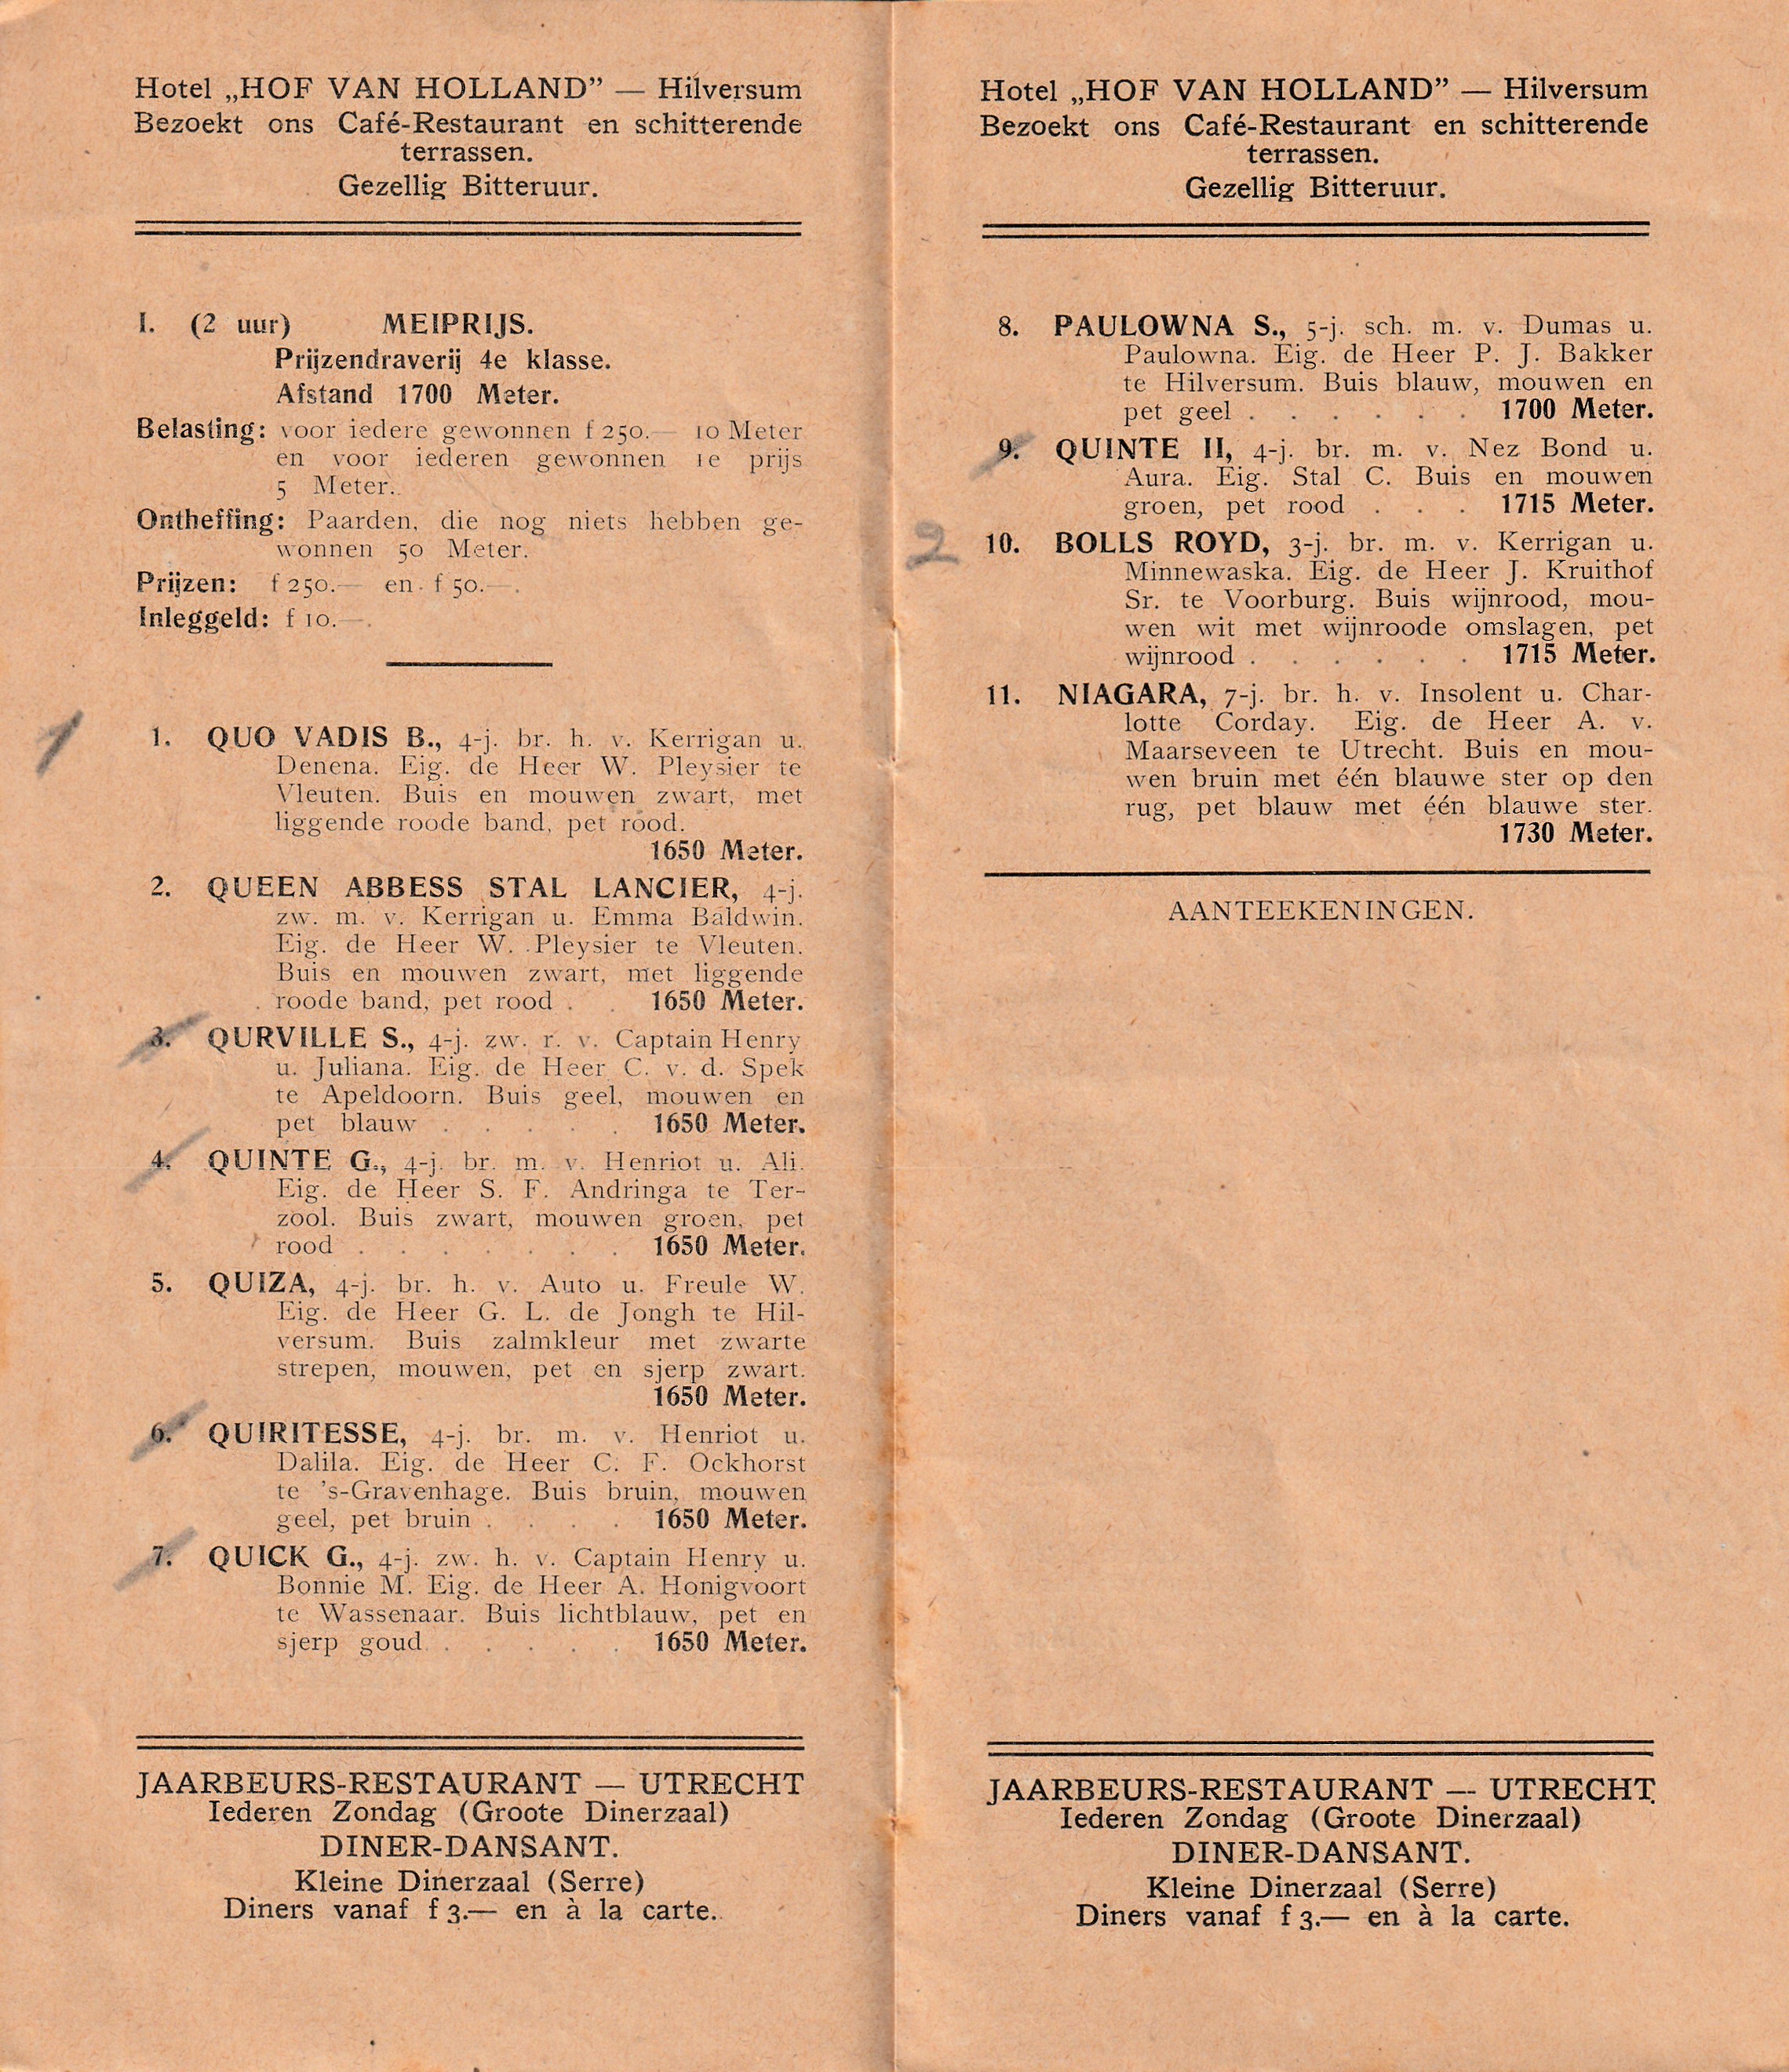 Hotel „HOF VAN HOLLAND” — Hilversum
Bezoekt ons Café-Restaurant en schitterende
terrassen.
Gezellig Bitteruur.
I. (2 uur) MEIPRIJS.
Prijzendraverij 4e klasse.
Afstand 1700 Meter.
Belasting: voor iedere gewonnen f 250.— 10 Meter
en voor iederen gewonnen 1e prijs
5 Meter.
Ontheffing: Paarden, die nog niets hebben ge-
wonnen 50 Meter.
Prijzen: f 250.— en f 50.—.
Inleggeld: f 10.—.
1
1. QUO VADIS B., 4-j. br. h. v. Kerrigan u.
Denena. Eig. de Heer W. Pleysier te
Vleuten. Buis en mouwen zwart, met
liggende roode band, pet rood.
1650 Meter.
2. QUEEN ABBESS STAL LANCIER, 4-j.
zw. m. v. Kerrigan u. Emma Baldwin.
Eig. de Heer W. Pleysier te Vleuten.
Buis en mouwen zwart, met liggende
roode band, pet rood . . 1650 Meter.
3. QURVILLE S., 4-j. zw. r. v. Captain Henry
u. Juliana. Eig. de Heer C. v. d. Spek
te Apeldoorn. Buis geel, mouwen en
pet blauw . . . . . 1650 Meter.
4. QUINTE G., 4-j. br. m. v. Henriot u. Ali.
Eig. de Heer S. F. Andringa te Ter-
zool. Buis zwart, mouwen groen, pet
rood . . . . . . . 1650 Meter.
5. QUIZA, 4-j. br. h. v. Auto u. Freule W.
Eig. de Heer G. L. de Jongh te Hil-
versum. Buis zalmkleur met zwarte
strepen, mouwen, pet en sjerp zwart.
1650 Meter.
6. QUIRITESSE, 4-j. br. m. v. Henriot u.
Dalila. Eig. de Heer C. F. Ockhorst
te 's-Gravenhage. Buis bruin, mouwen
geel, pet bruin . . . . 1650 Meter.
7. QUICK G., 4-j. zw. h. v. Captain Henry u.
Bonnie M. Eig. de Heer A. Honigvoort
te Wassenaar. Buis lichtblauw, pet en
sjerp goud . . . . . 1650 Meter.
JAARBEURS-RESTAURANT — UTRECHT
Iederen Zondag (Groote Dinerzaal)
DINER-DANSANT.
Kleine Dinerzaal (Serre)
Diners vanaf f 3.— en à la carte.
Hotel „HOF VAN HOLLAND” — Hilversum
Bezoekt ons Café-Restaurant en schitterende
terrassen.
Gezellig Bitteruur.
8. PAULOWNA S., 5-j. sch. m. v. Dumas u.
Paulowna. Eig. de Heer P. J. Bakker
te Hilversum. Buis blauw, mouwen en
pet geel . . . . . . 1700 Meter.
9. QUINTE II, 4-j. br. m. v. Nez Bond u.
Aura. Eig. Stal C. Buis en mouwen
groen, pet rood . . . 1715 Meter.
2
10. BOLLS ROYD, 3-j. br. m. v. Kerrigan u.
Minnewaska. Eig. de Heer J. Kruithof
Sr. te Voorburg. Buis wijnrood, mou-
wen wit met wijnroode omslagen, pet
wijnrood . . . . . . 1715 Meter.
11. NIAGARA, 7-j. br. h. v. Insolent u. Char-
lotte Corday. Eig. de Heer A. v.
Maarseveen te Utrecht. Buis en mou-
wen bruin met één blauwe ster op den
rug, pet blauw met één blauwe ster.
1730 Meter.
AANTEEKENINGEN.
JAARBEURS-RESTAURANT — UTRECHT
Iederen Zondag (Groote Dinerzaal)
DINER-DANSANT.
Kleine Dinerzaal (Serre)
Diners vanaf f 3.— en à la carte.